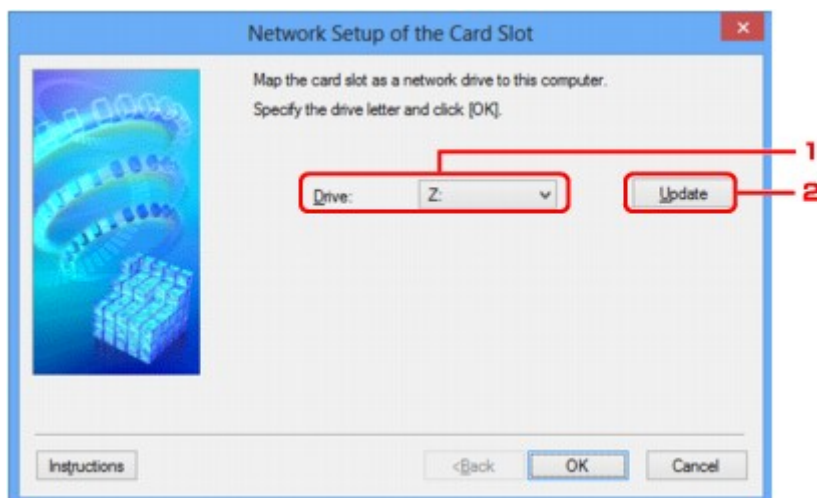 Network Setup of the Card Slot
Map the card slot as a network drive to this computer.
Specify the drive letter and click [OK].
1
Drive: Z: Update
2
Instructions <Back OK Cancel